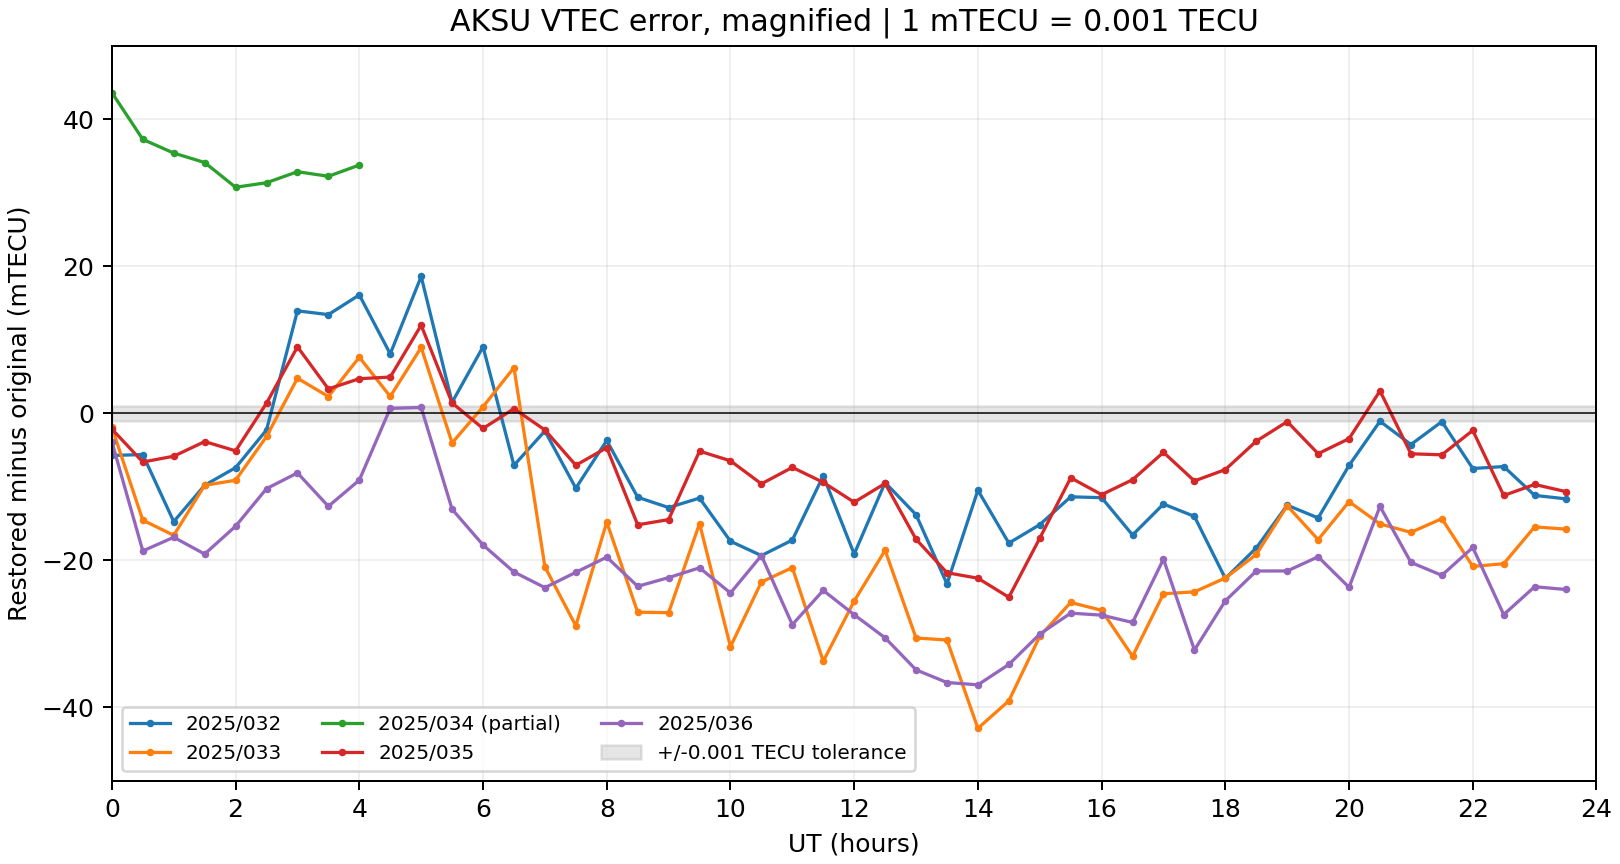 AKSU VTEC error, magnified | 1 mTECU = 0.001 TECU
Restored minus original (mTECU)
40
20
0
−20
−40
2025/032
2025/033
2025/034 (partial)
2025/035
2025/036
+/-0.001 TECU tolerance
0 2 4 6 8 10 12 14 16 18 20 22 24
UT (hours)